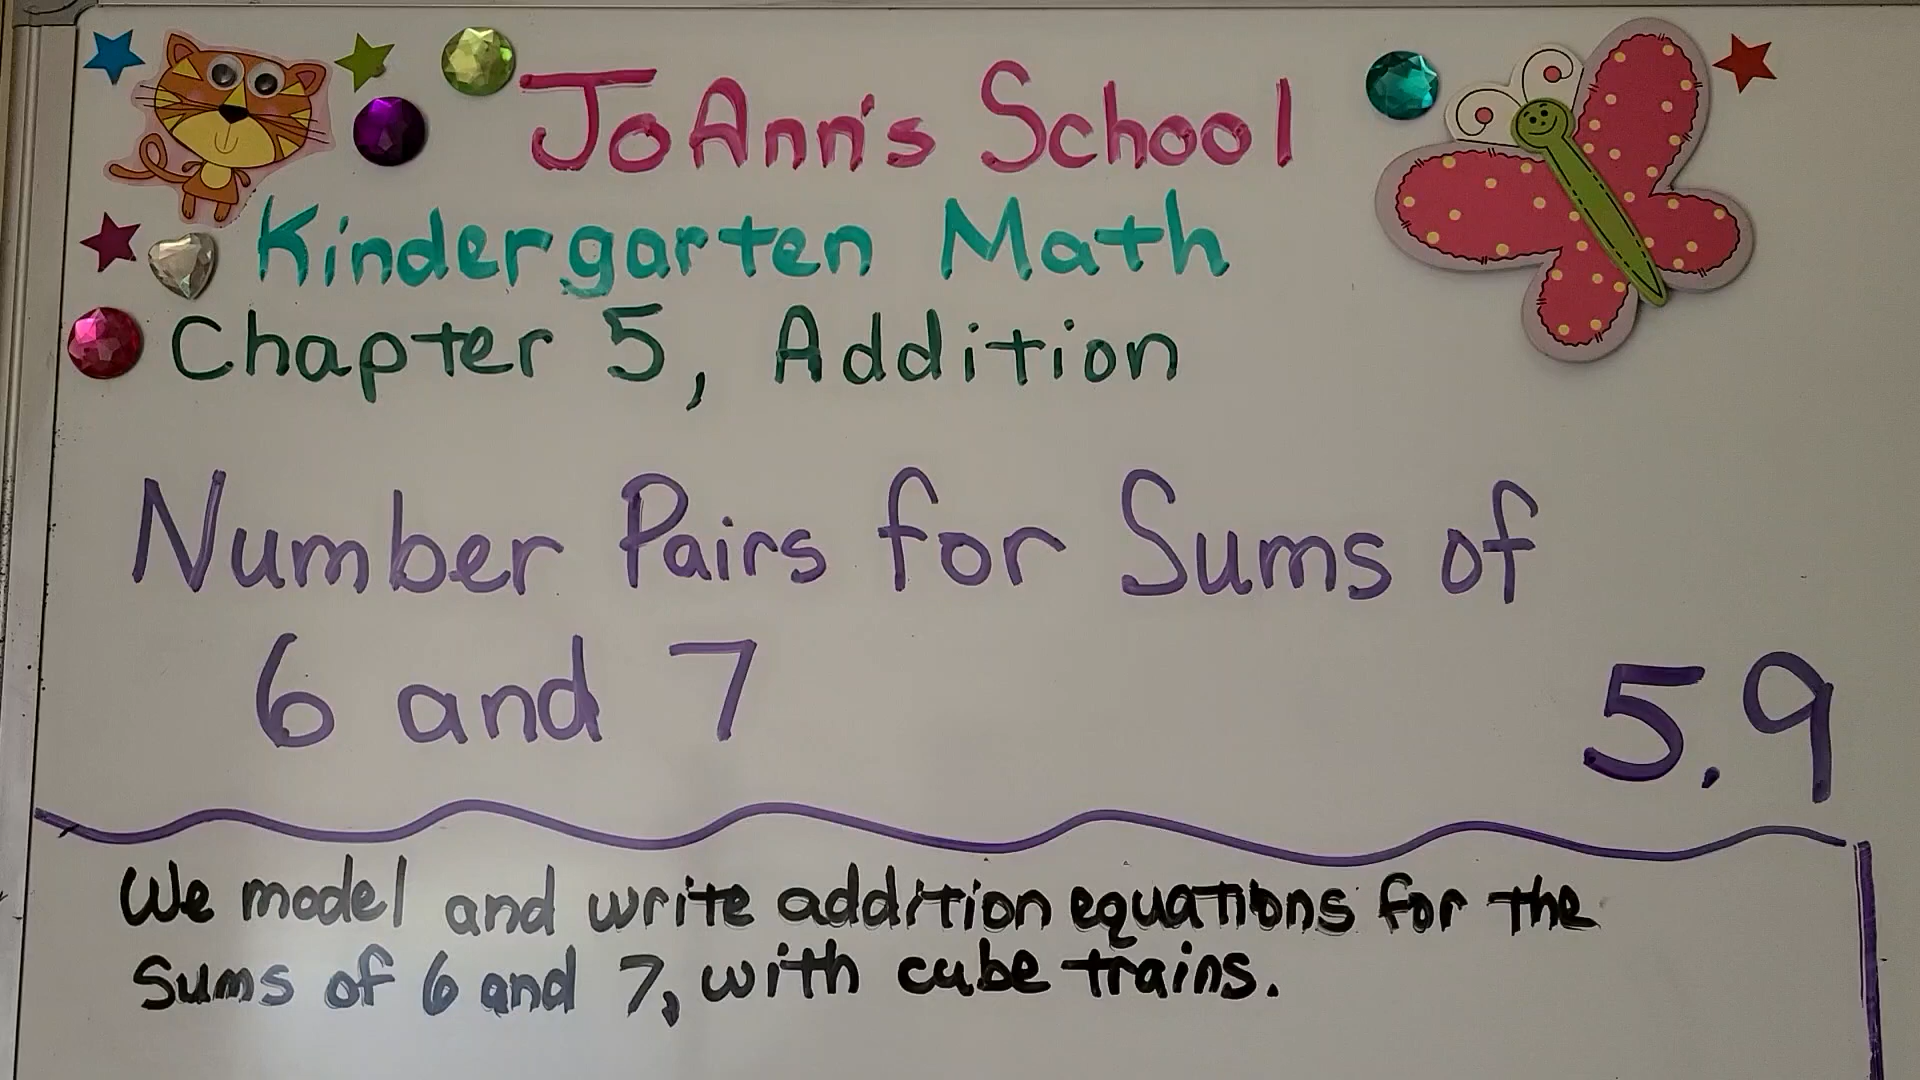 JoAnn's School
Kindergarten Math
Chapter 5, Addition
Number Pairs for Sums of
6 and 7
5.9
We model and write addition equations for the
sums of 6 and 7, with cube trains.